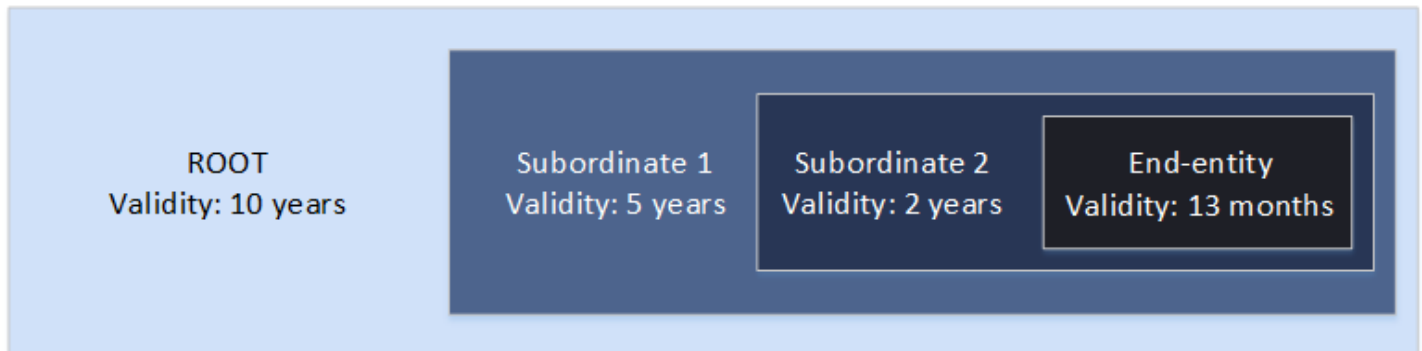 ROOT
Validity: 10 years
Subordinate 1
Validity: 5 years
Subordinate 2
Validity: 2 years
End-entity
Validity: 13 months